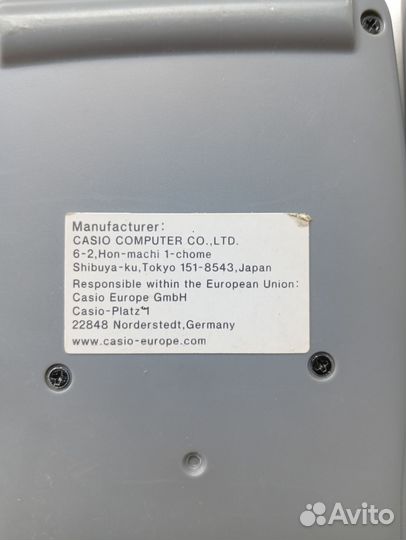 Manufacturer:
CASIO COMPUTER CO.,LTD.
6-2,Hon-machi 1-chome
Shibuya-ku,Tokyo 151-8543,Japan
Responsible within the European Union:
Casio Europe GmbH
Casio-Platz 1
22848 Norderstedt,Germany
www.casio-europe.com
Avito